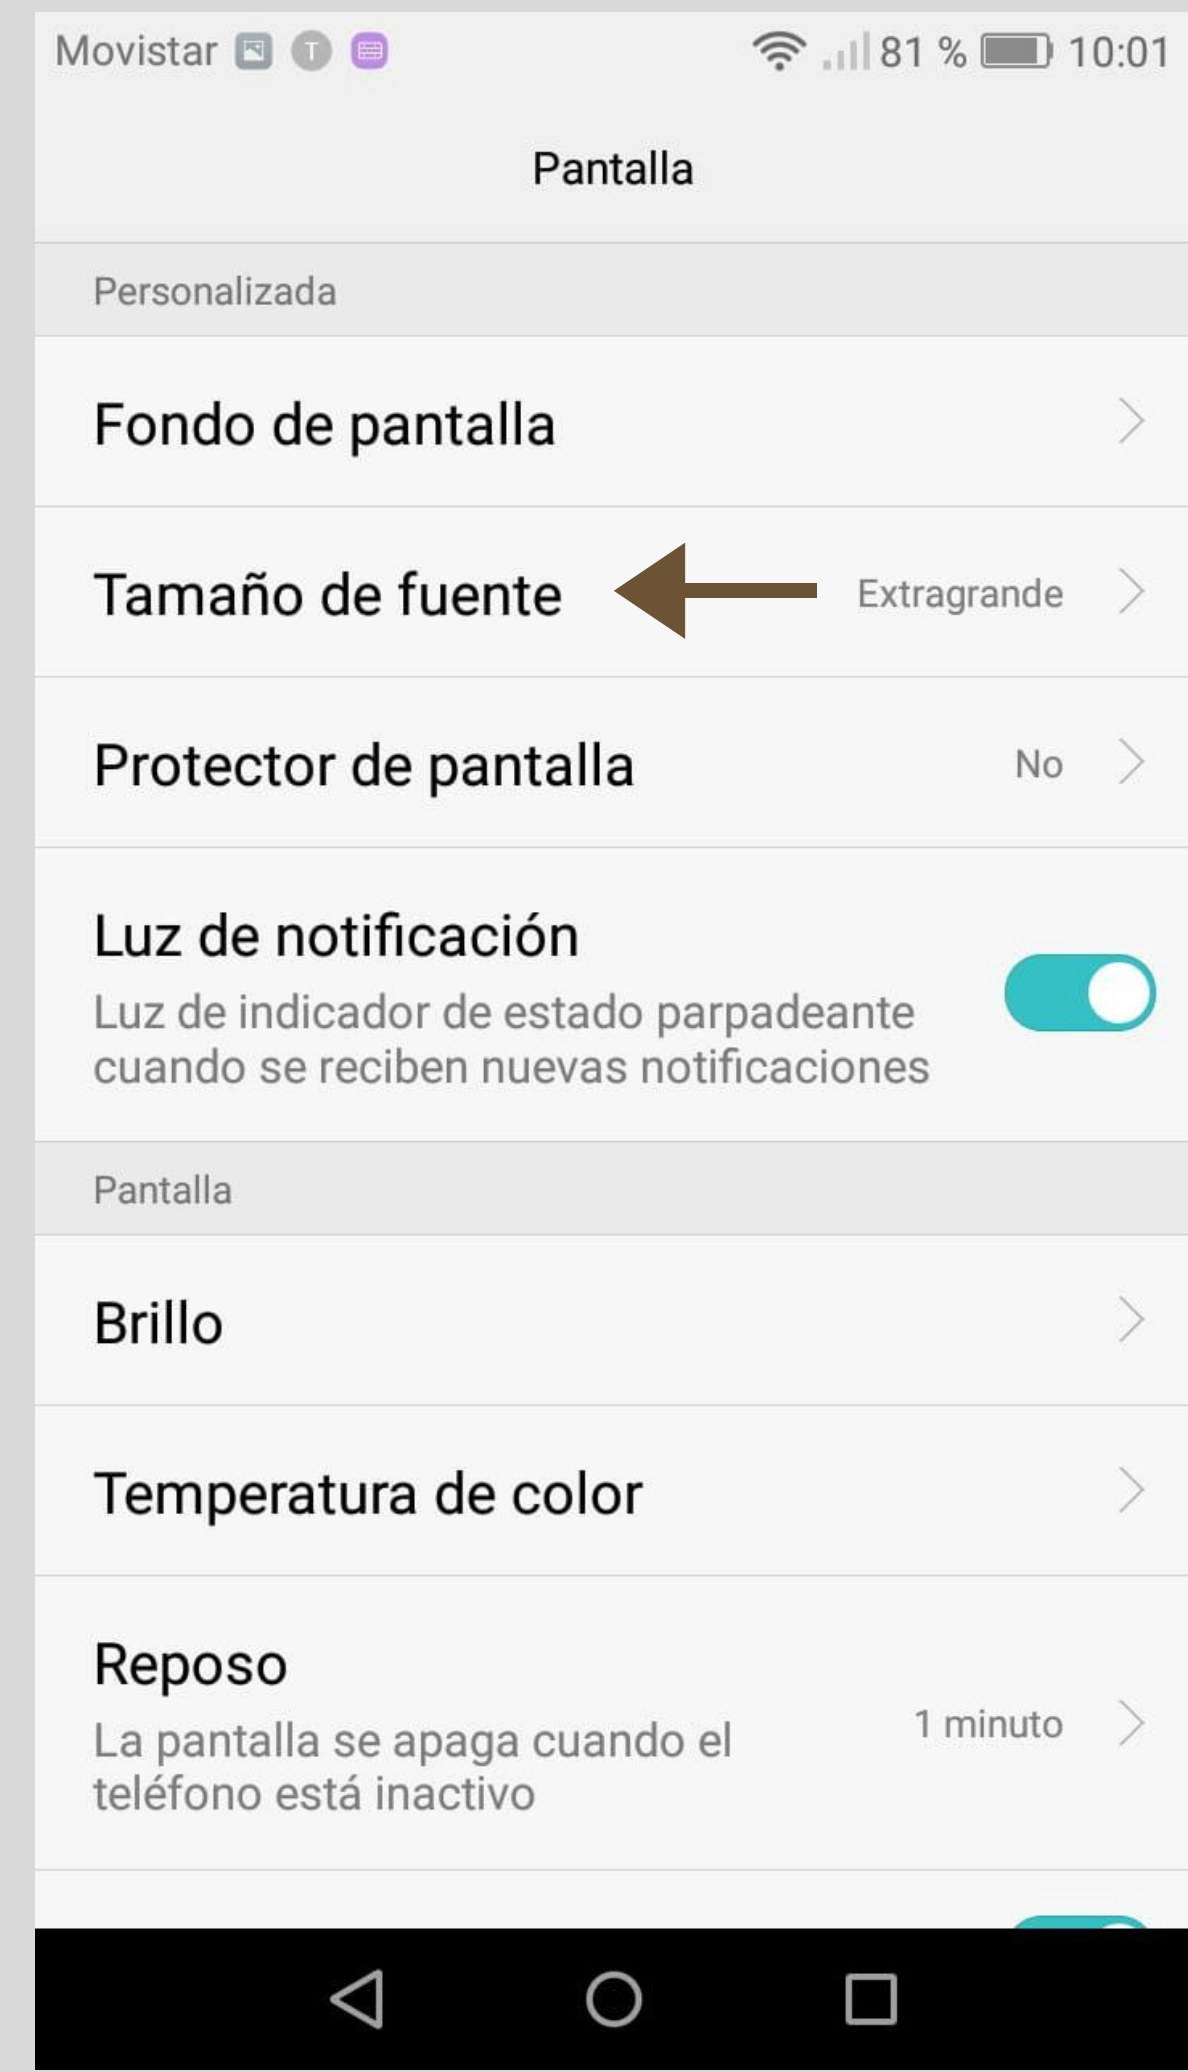 Movistar T 81 % 10:01
Pantalla
Personalizada
Fondo de pantalla
Tamaño de fuente Extragrande
Protector de pantalla No
Luz de notificación
Luz de indicador de estado parpadeante
cuando se reciben nuevas notificaciones
Pantalla
Brillo
Temperatura de color
Reposo
La pantalla se apaga cuando el
teléfono está inactivo
1 minuto